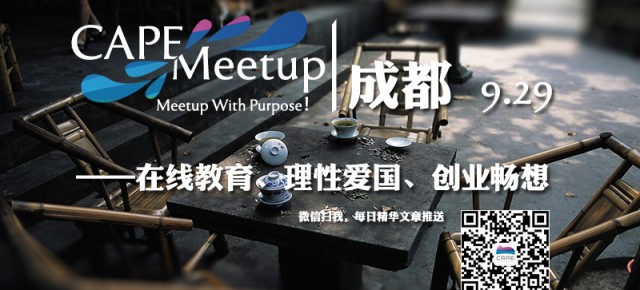 CAPE
Meetup
Meetup With Purpose!
成都 9.29
——在线教育、理性爱国、创业畅想
微信扫我，每日精华文章推送
CAPE